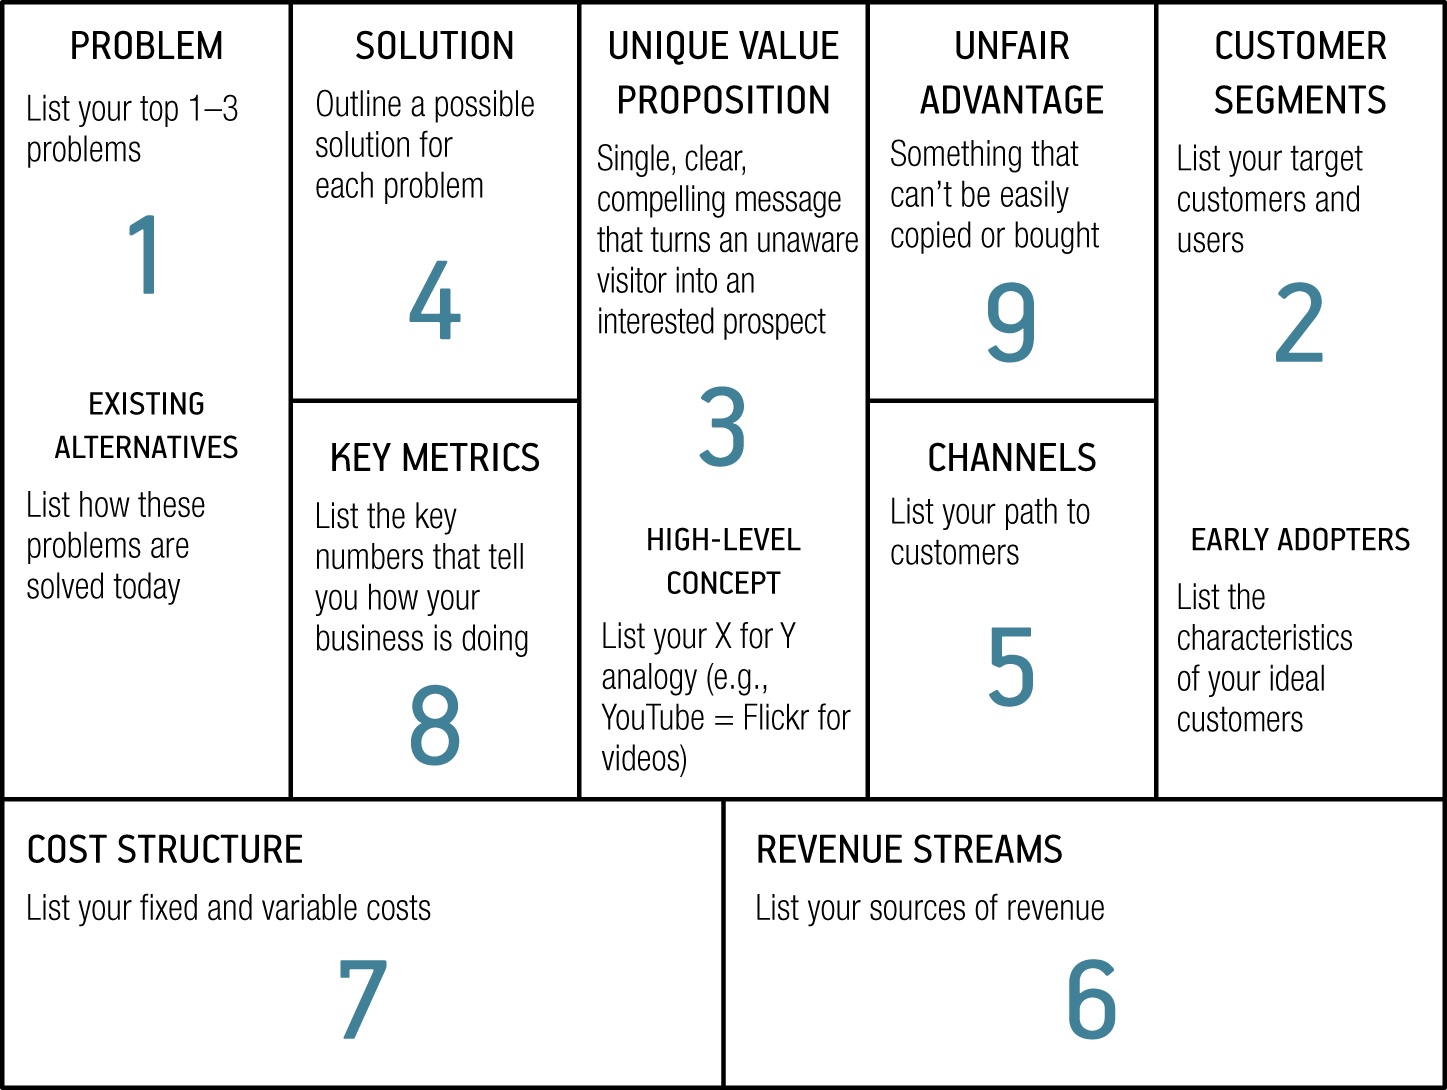 PROBLEM
List your top 1–3
problems
1
EXISTING
ALTERNATIVES
List how these
problems are
solved today
SOLUTION
Outline a possible
solution for
each problem
4
KEY METRICS
List the key
numbers that tell
you how your
business is doing
8
UNIQUE VALUE
PROPOSITION
Single, clear,
compelling message
that turns an unaware
visitor into an
interested prospect
3
HIGH-LEVEL
CONCEPT
List your X for Y
analogy (e.g.,
YouTube = Flickr for
videos)
UNFAIR
ADVANTAGE
Something that
can’t be easily
copied or bought
9
CHANNELS
List your path to
customers
5
CUSTOMER
SEGMENTS
List your target
customers and
users
2
EARLY ADOPTERS
List the
characteristics
of your ideal
customers
COST STRUCTURE
List your fixed and variable costs
7
REVENUE STREAMS
List your sources of revenue
6